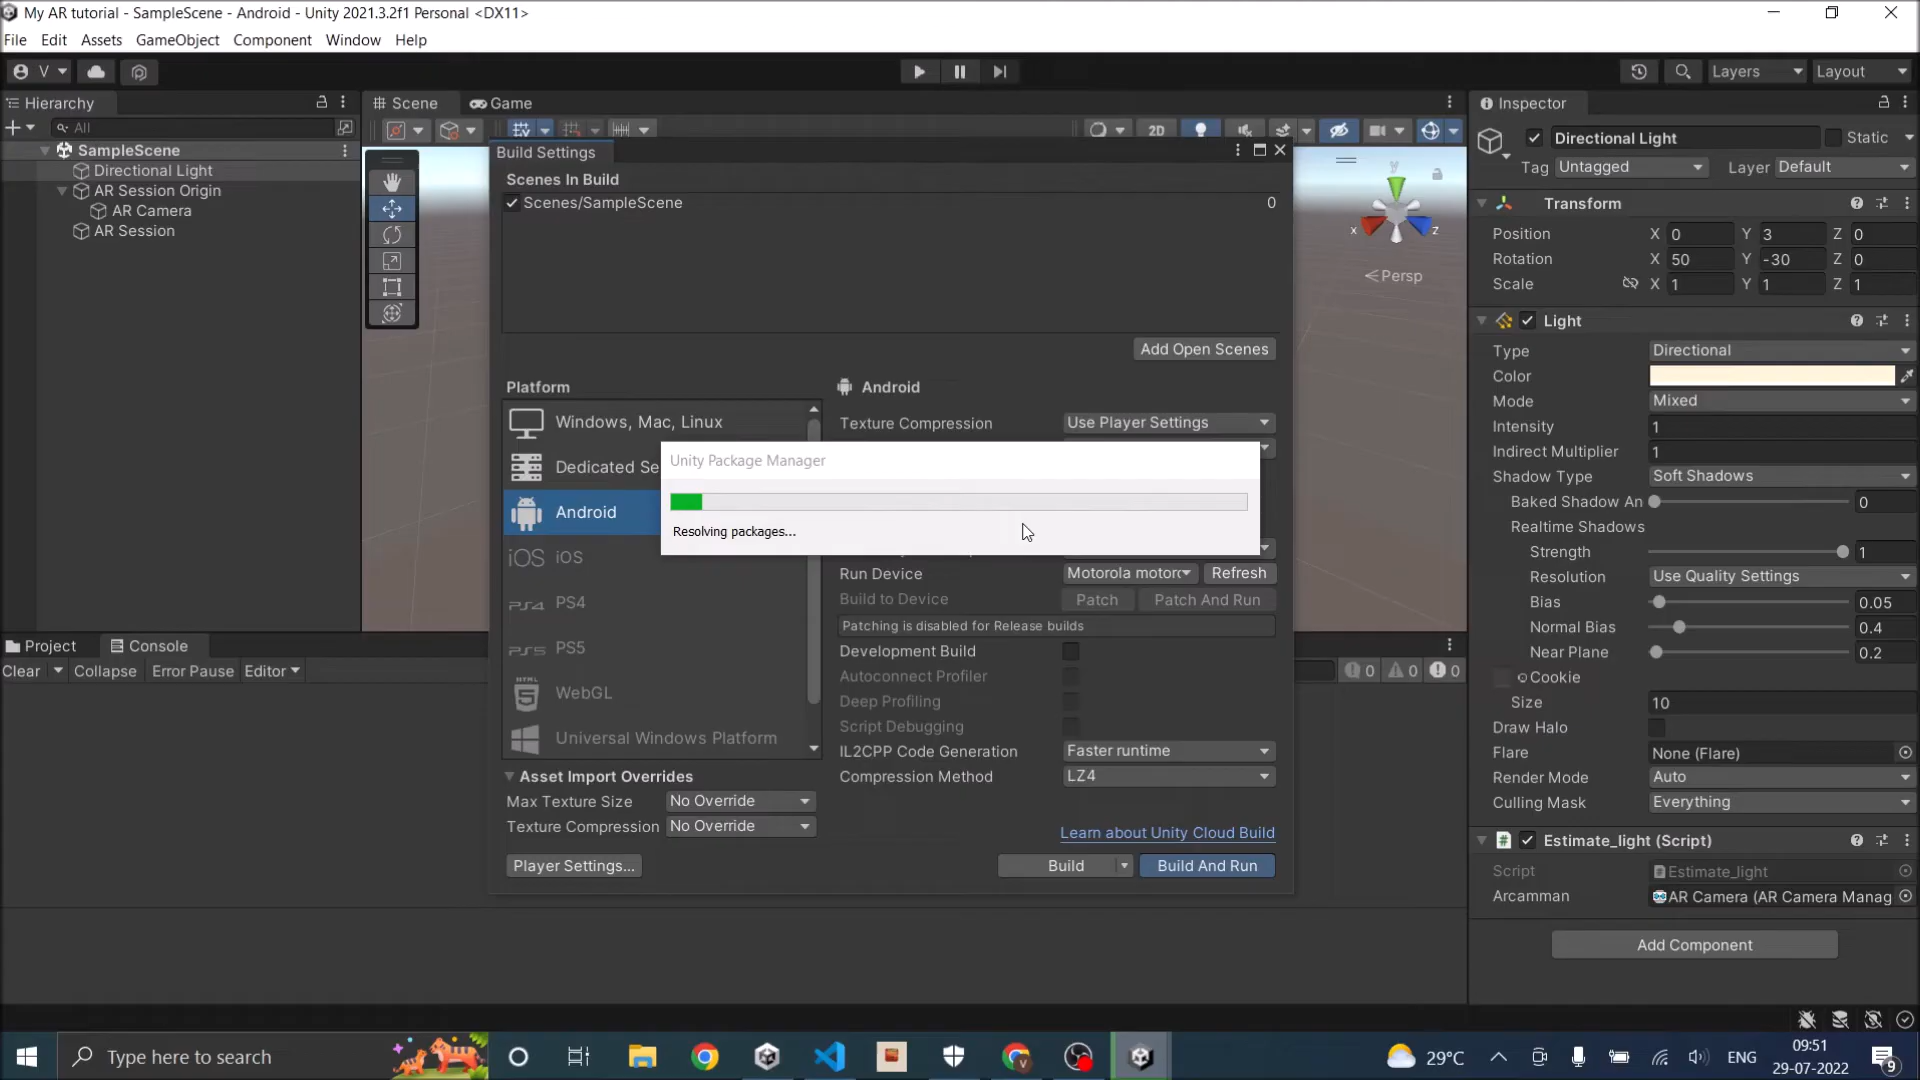 My AR tutorial - SampleScene - Android - Unity 2021.3.2f1 Personal <DX11>
File Edit Assets GameObject Component Window Help
V Layers Layout
Hierarchy
All
SampleScene
Directional Light
AR Session Origin
AR Camera
AR Session
Scene Game
2D
y
x
z
Persp
Build Settings
Scenes In Build
Scenes/SampleScene 0
Add Open Scenes
Platform
Windows, Mac, Linux
Dedicated Se
Android
iOS iOS
PS4 PS4
PS5 PS5
HTML
5 WebGL
Universal Windows Platform
Asset Import Overrides
Max Texture Size No Override
Texture Compression No Override
Player Settings...
Android
Texture Compression Use Player Settings
Unity Package Manager
Resolving packages...
Run Device Motorola motoro Refresh
Build to Device Patch Patch And Run
Patching is disabled for Release builds
Development Build
Autoconnect Profiler
Deep Profiling
Script Debugging
IL2CPP Code Generation Faster runtime
Compression Method LZ4
Learn about Unity Cloud Build
Build Build And Run
Project Console
Clear Collapse Error Pause Editor
0 0 0
Inspector
Directional Light Static
Tag Untagged Layer Default
Transform
Position X 0 Y 3 Z 0
Rotation X 50 Y -30 Z 0
Scale X 1 Y 1 Z 1
Light
Type Directional
Color
Mode Mixed
Intensity 1
Indirect Multiplier 1
Shadow Type Soft Shadows
Baked Shadow An 0
Realtime Shadows
Strength 1
Resolution Use Quality Settings
Bias 0.05
Normal Bias 0.4
Near Plane 0.2
Cookie
Size 10
Draw Halo
Flare None (Flare)
Render Mode Auto
Culling Mask Everything
Estimate_light (Script)
Script Estimate_light
Arcamman AR Camera (AR Camera Manag
Add Component
Type here to search
V
29°C
ENG
09:51
29-07-2022
9